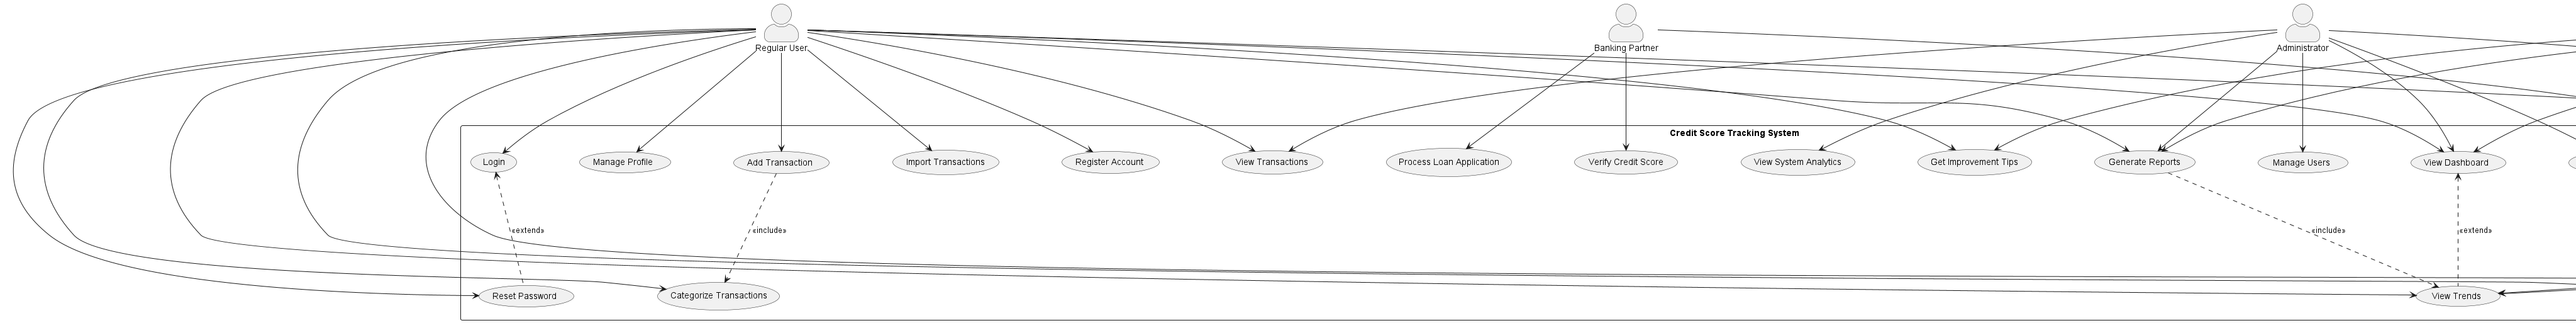 Regular User
Banking Partner
Administrator
Credit Score Tracking System
Login
Manage Profile
Add Transaction
Import Transactions
Register Account
View Transactions
Process Loan Application
Verify Credit Score
View System Analytics
Get Improvement Tips
Generate Reports
Manage Users
View Dashboard
«extend»
«include»
«include»
«extend»
Reset Password
Categorize Transactions
View Trends